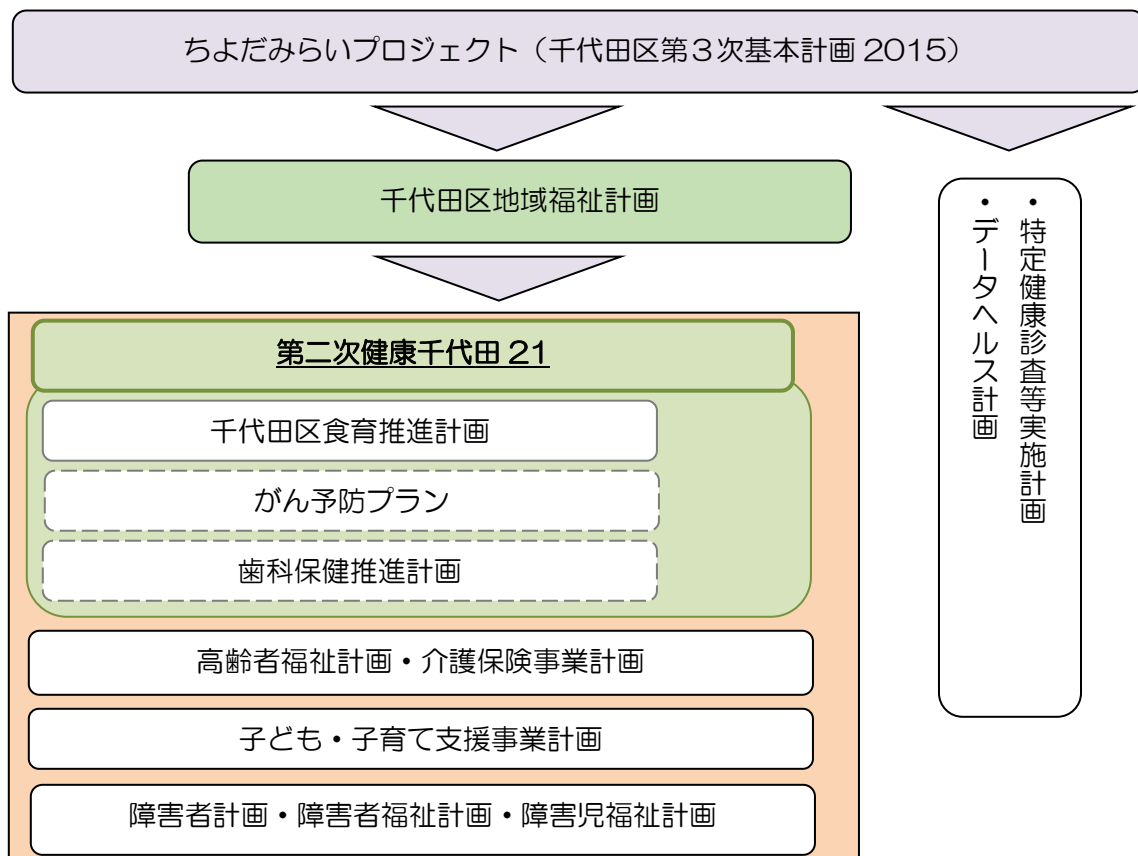 ちよだみらいプロジェクト（千代田区第３次基本計画 2015）
千代田区地域福祉計画
・特定健康診査等実施計画
・データヘルス計画
第二次健康千代田 21
千代田区食育推進計画
がん予防プラン
歯科保健推進計画
高齢者福祉計画・介護保険事業計画
子ども・子育て支援事業計画
障害者計画・障害者福祉計画・障害児福祉計画